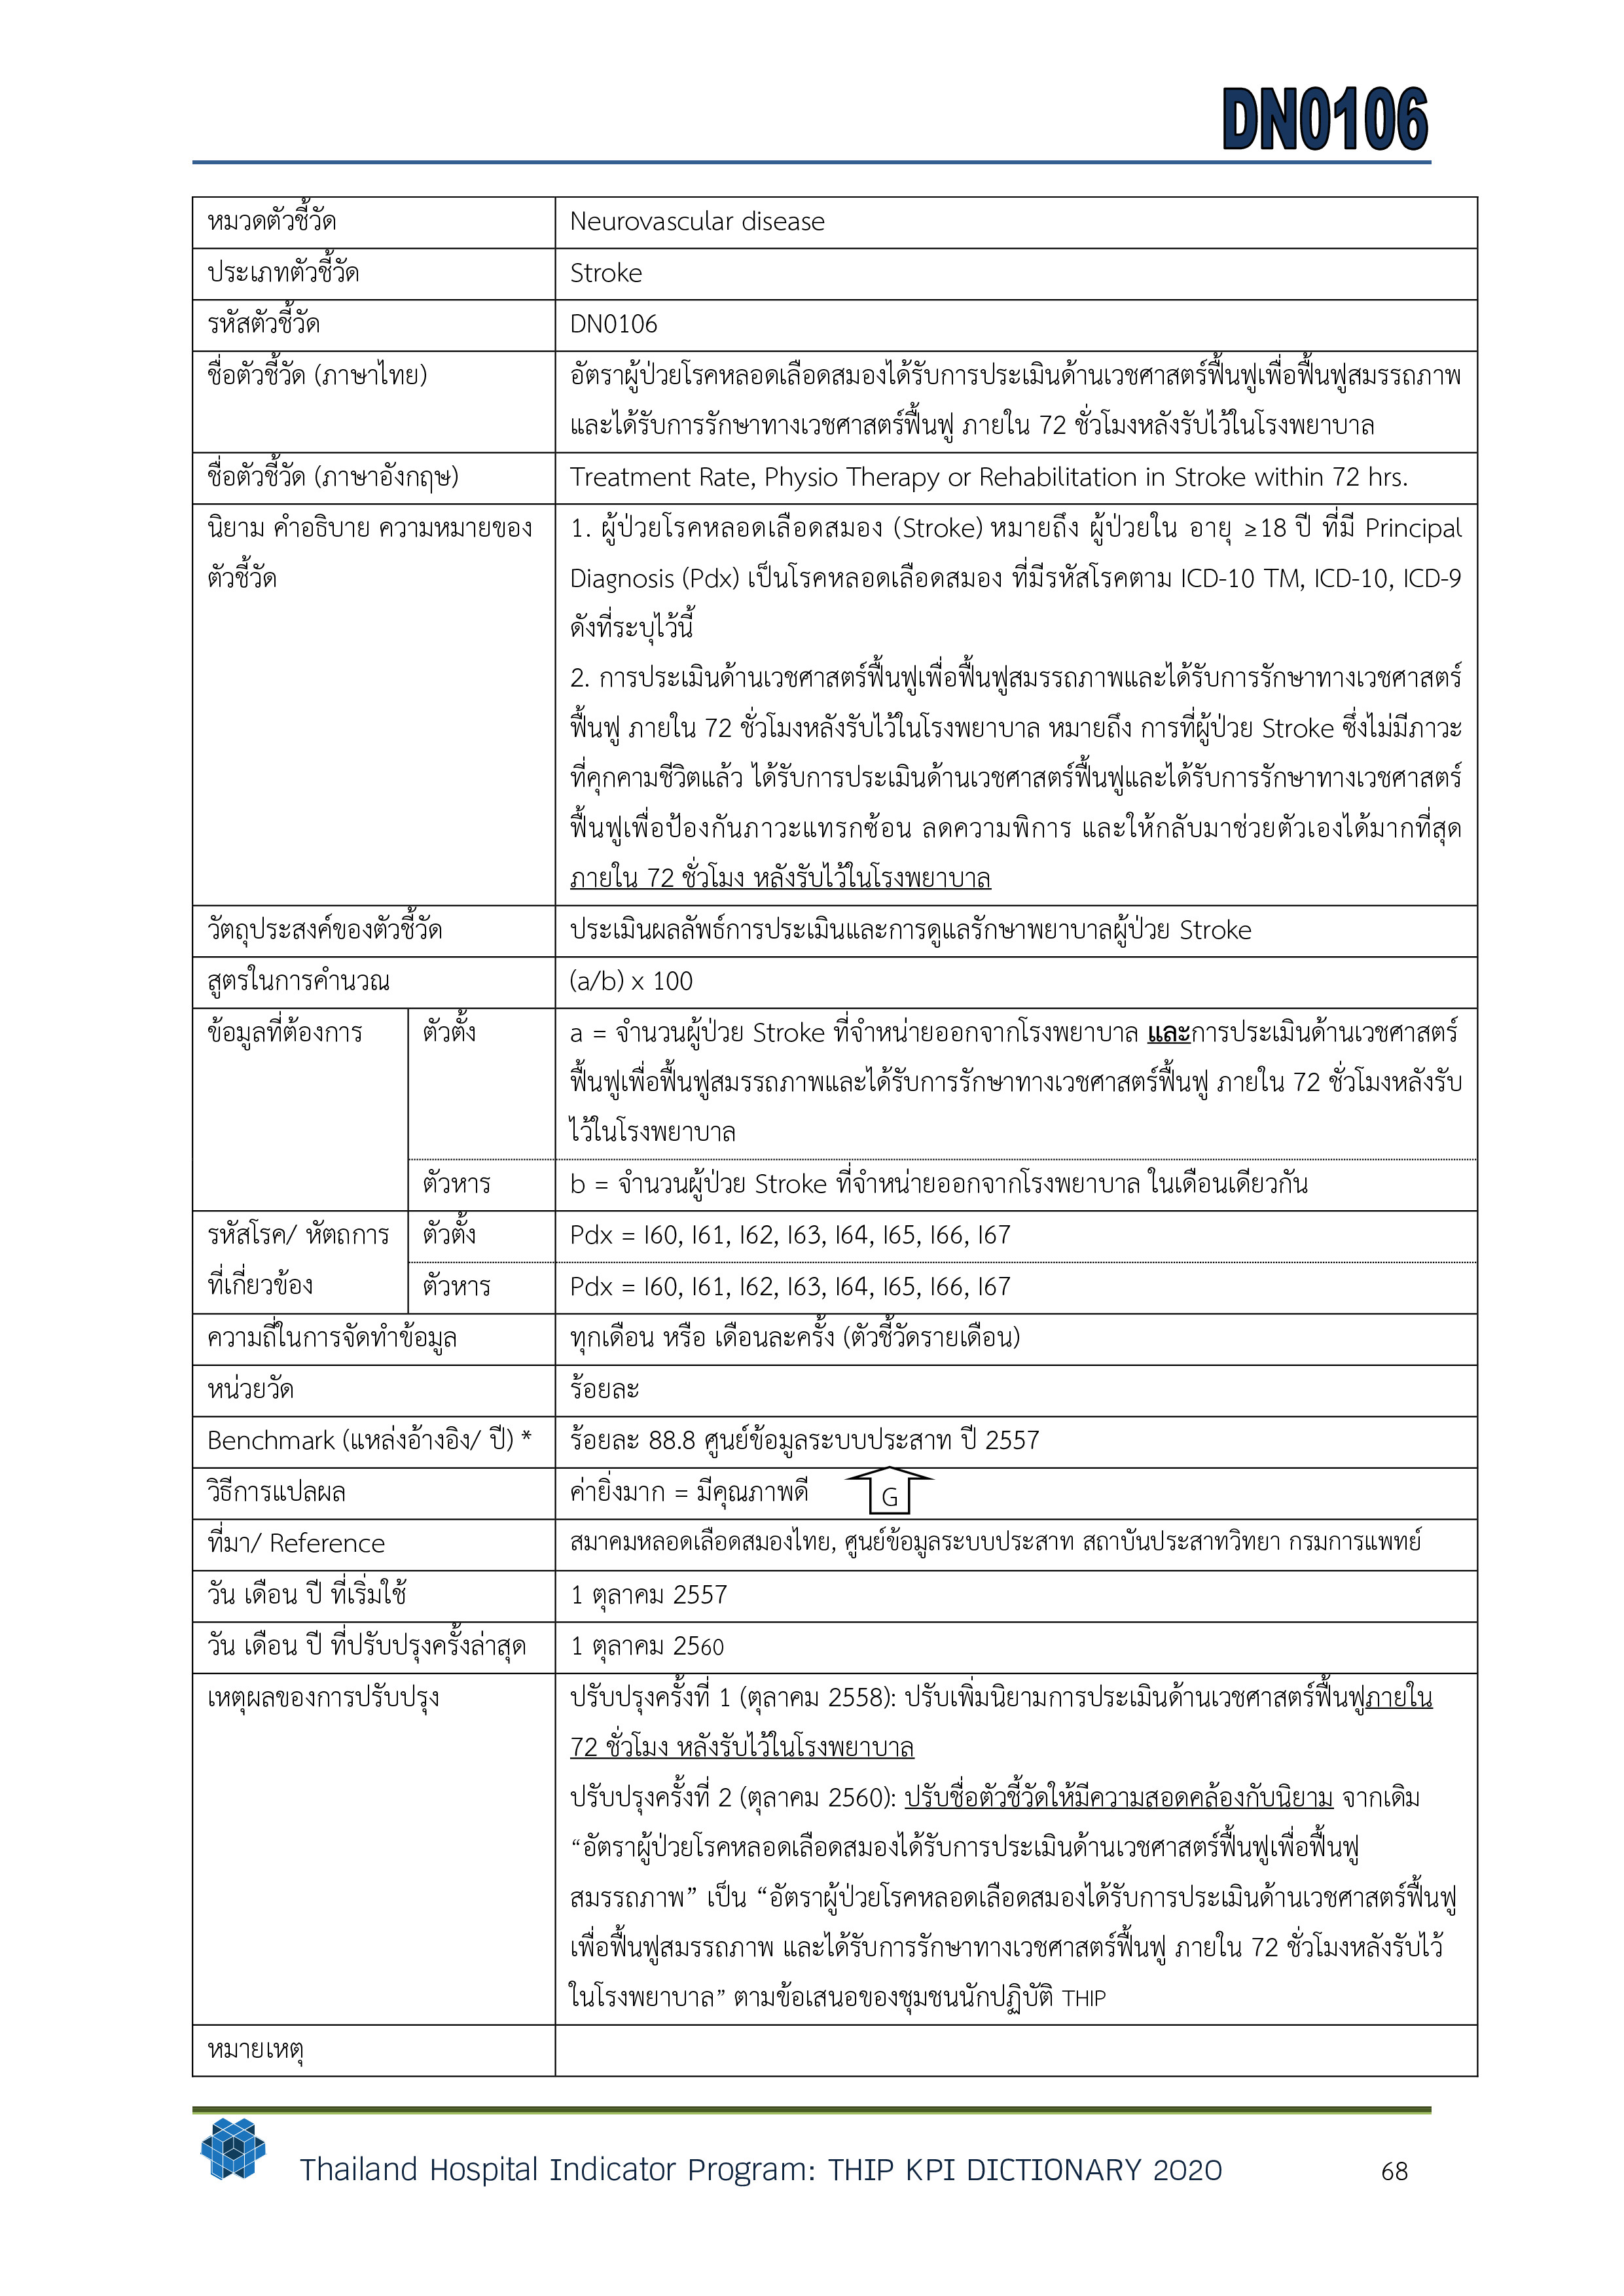 DN0106
หมวดตัวชี้วัด Neurovascular disease
ประเภทตัวชี้วัด Stroke
รหัสตัวชี้วัด DN0106
ชื่อตัวชี้วัด (ภาษาไทย) อัตราผู้ป่วยโรคหลอดเลือดสมองได้รับการประเมินด้านเวชศาสตร์ฟื้นฟูเพื่อฟื้นฟูสมรรถภาพ
และได้รับการรักษาทางเวชศาสตร์ฟื้นฟู ภายใน 72 ชั่วโมงหลังรับไว้ในโรงพยาบาล
ชื่อตัวชี้วัด (ภาษาอังกฤษ) Treatment Rate, Physio Therapy or Rehabilitation in Stroke within 72 hrs.
นิยาม คำอธิบาย ความหมายของ 1. ผู้ป่วยโรคหลอดเลือดสมอง (Stroke) หมายถึง ผู้ป่วยใน อายุ ≥18 ปี ที่มี Principal
ตัวชี้วัด Diagnosis (Pdx) เป็นโรคหลอดเลือดสมอง ที่มีรหัสโรคตาม ICD-10 TM, ICD-10, ICD-9
ดังที่ระบุไว้นี้
2. การประเมินด้านเวชศาสตร์ฟื้นฟูเพื่อฟื้นฟูสมรรถภาพและได้รับการรักษาทางเวชศาสตร์
ฟื้นฟู ภายใน 72 ชั่วโมงหลังรับไว้ในโรงพยาบาล หมายถึง การที่ผู้ป่วย Stroke ซึ่งไม่มีภาวะ
ที่คุกคามชีวิตแล้ว ได้รับการประเมินด้านเวชศาสตร์ฟื้นฟูและได้รับการรักษาทางเวชศาสตร์
ฟื้นฟูเพื่อป้องกันภาวะแทรกซ้อน ลดความพิการ และให้กลับมาช่วยตัวเองได้มากที่สุด
ภายใน 72 ชั่วโมง หลังรับไว้ในโรงพยาบาล
วัตถุประสงค์ของตัวชี้วัด ประเมินผลลัพธ์การประเมินและการดูแลรักษาพยาบาลผู้ป่วย Stroke
สูตรในการคำนวณ (a/b) x 100
ข้อมูลที่ต้องการ ตัวตั้ง a = จำนวนผู้ป่วย Stroke ที่จำหน่ายออกจากโรงพยาบาล และการประเมินด้านเวชศาสตร์
ฟื้นฟูเพื่อฟื้นฟูสมรรถภาพและได้รับการรักษาทางเวชศาสตร์ฟื้นฟู ภายใน 72 ชั่วโมงหลังรับ
ไว้ในโรงพยาบาล
ตัวหาร b = จำนวนผู้ป่วย Stroke ที่จำหน่ายออกจากโรงพยาบาล ในเดือนเดียวกัน
รหัสโรค/ หัตถการ ตัวตั้ง Pdx = I60, I61, I62, I63, I64, I65, I66, I67
ที่เกี่ยวข้อง ตัวหาร Pdx = I60, I61, I62, I63, I64, I65, I66, I67
ความถี่ในการจัดทำข้อมูล ทุกเดือน หรือ เดือนละครั้ง (ตัวชี้วัดรายเดือน)
หน่วยวัด ร้อยละ
Benchmark (แหล่งอ้างอิง/ ปี) * ร้อยละ 88.8 ศูนย์ข้อมูลระบบประสาท ปี 2557
วิธีการแปลผล ค่ายิ่งมาก = มีคุณภาพดี G
ที่มา/ Reference สมาคมหลอดเลือดสมองไทย, ศูนย์ข้อมูลระบบประสาท สถาบันประสาทวิทยา กรมการแพทย์
วัน เดือน ปี ที่เริ่มใช้ 1 ตุลาคม 2557
วัน เดือน ปี ที่ปรับปรุงครั้งล่าสุด 1 ตุลาคม 2560
เหตุผลของการปรับปรุง ปรับปรุงครั้งที่ 1 (ตุลาคม 2558): ปรับเพิ่มนิยามการประเมินด้านเวชศาสตร์ฟื้นฟูภายใน
72 ชั่วโมง หลังรับไว้ในโรงพยาบาล
ปรับปรุงครั้งที่ 2 (ตุลาคม 2560): ปรับชื่อตัวชี้วัดให้มีความสอดคล้องกับนิยาม จากเดิม
“อัตราผู้ป่วยโรคหลอดเลือดสมองได้รับการประเมินด้านเวชศาสตร์ฟื้นฟูเพื่อฟื้นฟู
สมรรถภาพ” เป็น “อัตราผู้ป่วยโรคหลอดเลือดสมองได้รับการประเมินด้านเวชศาสตร์ฟื้นฟู
เพื่อฟื้นฟูสมรรถภาพ และได้รับการรักษาทางเวชศาสตร์ฟื้นฟู ภายใน 72 ชั่วโมงหลังรับไว้
ในโรงพยาบาล” ตามข้อเสนอของชุมชนนักปฏิบัติ THIP
หมายเหตุ
Thailand Hospital Indicator Program: THIP KPI DICTIONARY 2020 68